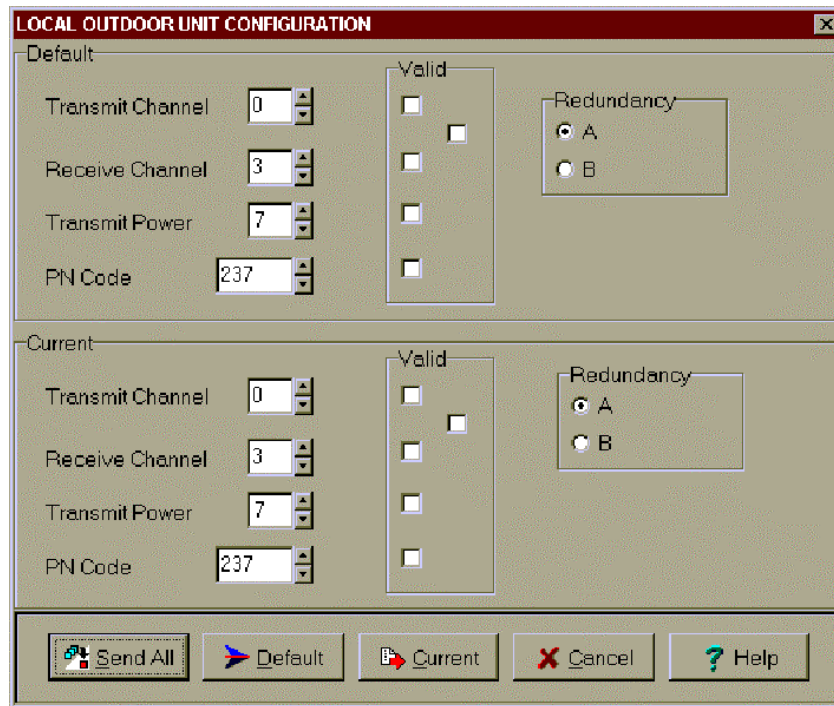 LOCAL OUTDOOR UNIT CONFIGURATION
Default
Valid
Transmit Channel 0
Redundancy
A
Receive Channel 3
B
Transmit Power 7
PN Code 237
Current
Valid
Transmit Channel 0
Redundancy
A
B
Receive Channel 3
Transmit Power 7
PN Code 237
Send All Default Current Cancel Help